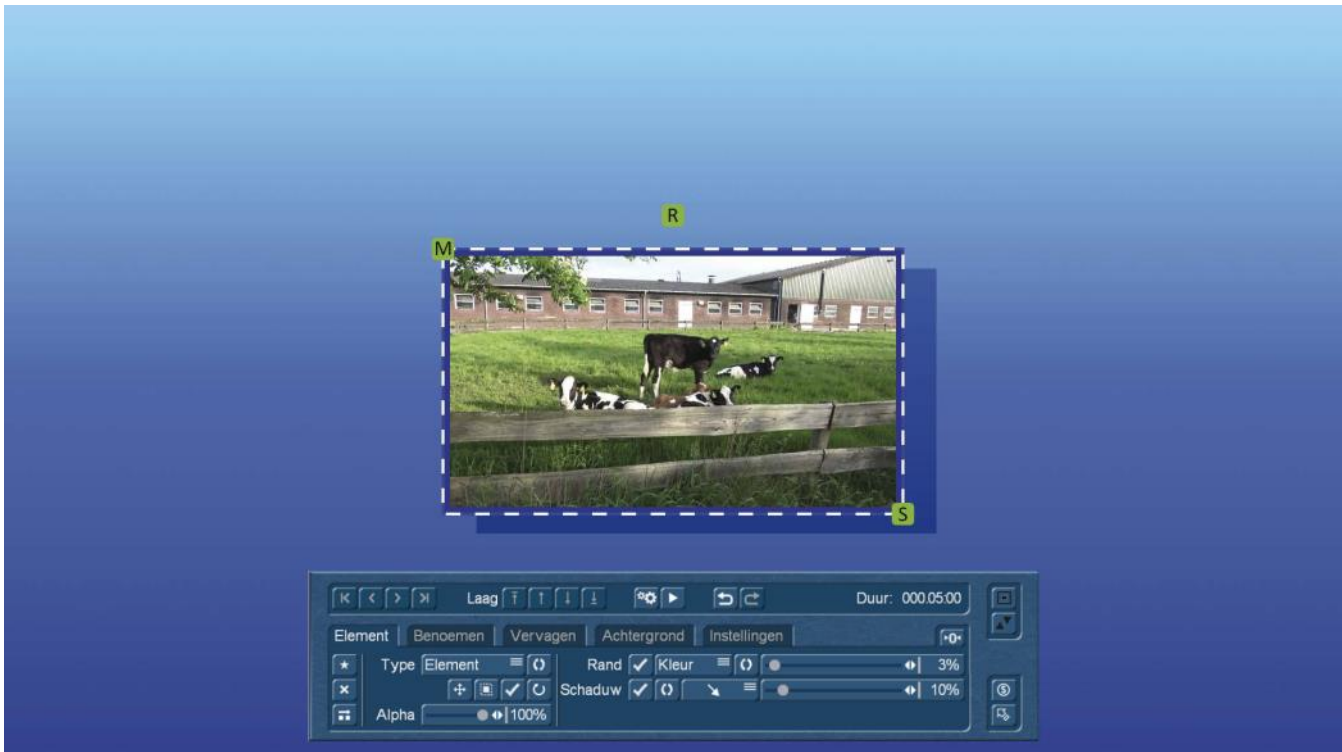 R
M
S
Laag
Duur: 000.05:00
Element Benoemen Vervagen Achtergrond Instellingen
Type Element Rand Kleur 3%
Schaduw 10%
Alpha 100%